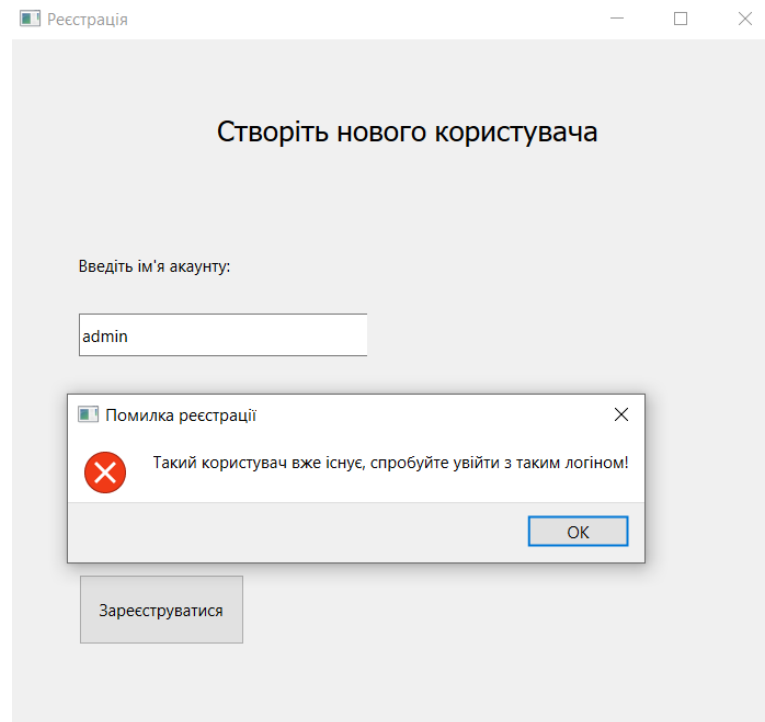 Реєстрація
Створіть нового користувача
Введіть ім'я акаунту:
admin
Помилка реєстрації
Такий користувач вже існує, спробуйте увійти з таким логіном!
OK
Зареєструватися